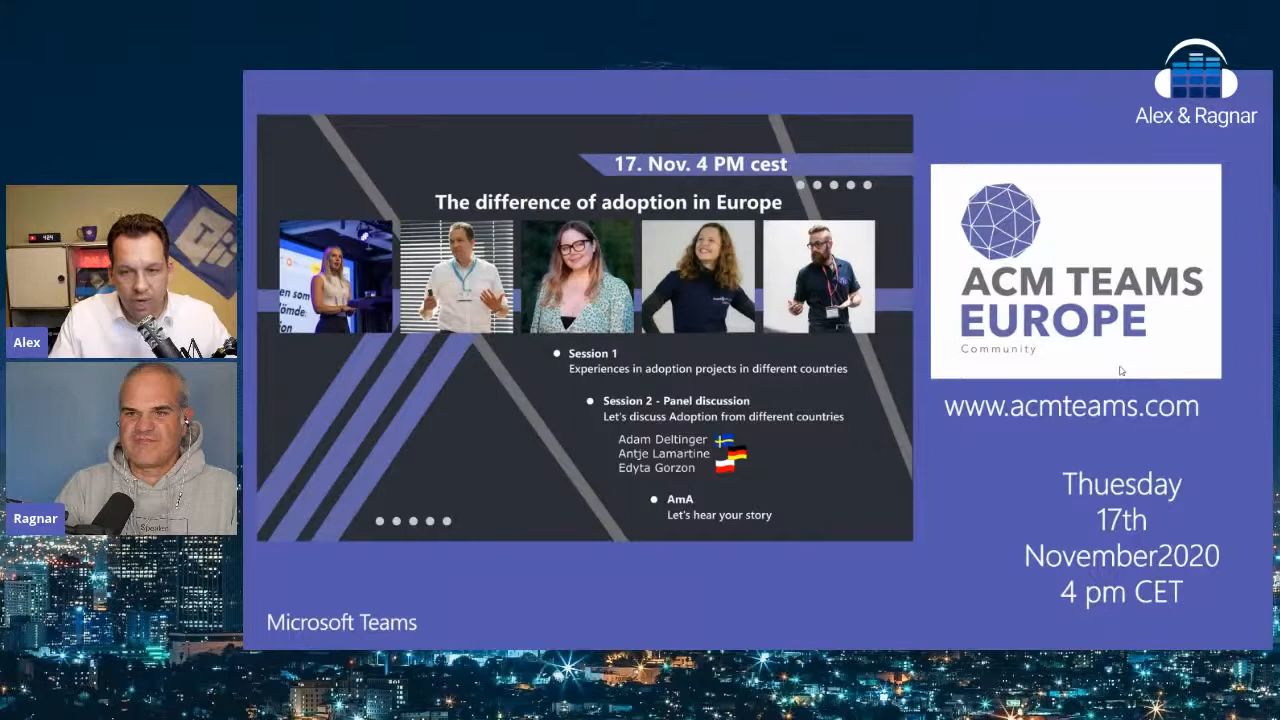 Alex & Ragnar
17. Nov. 4 PM cest
The difference of adoption in Europe
Session 1
Experiences in adoption projects in different countries
Session 2 - Panel discussion
Let's discuss Adoption from different countries
Adam Deltinger
Antje Lamartine
Edyta Gorzon
AmA
Let's hear your story
Microsoft Teams
ACM TEAMS
EUROPE
Community
www.acmteams.com
Thuesday
17th
November2020
4 pm CET
Alex
Ragnar
Speaker